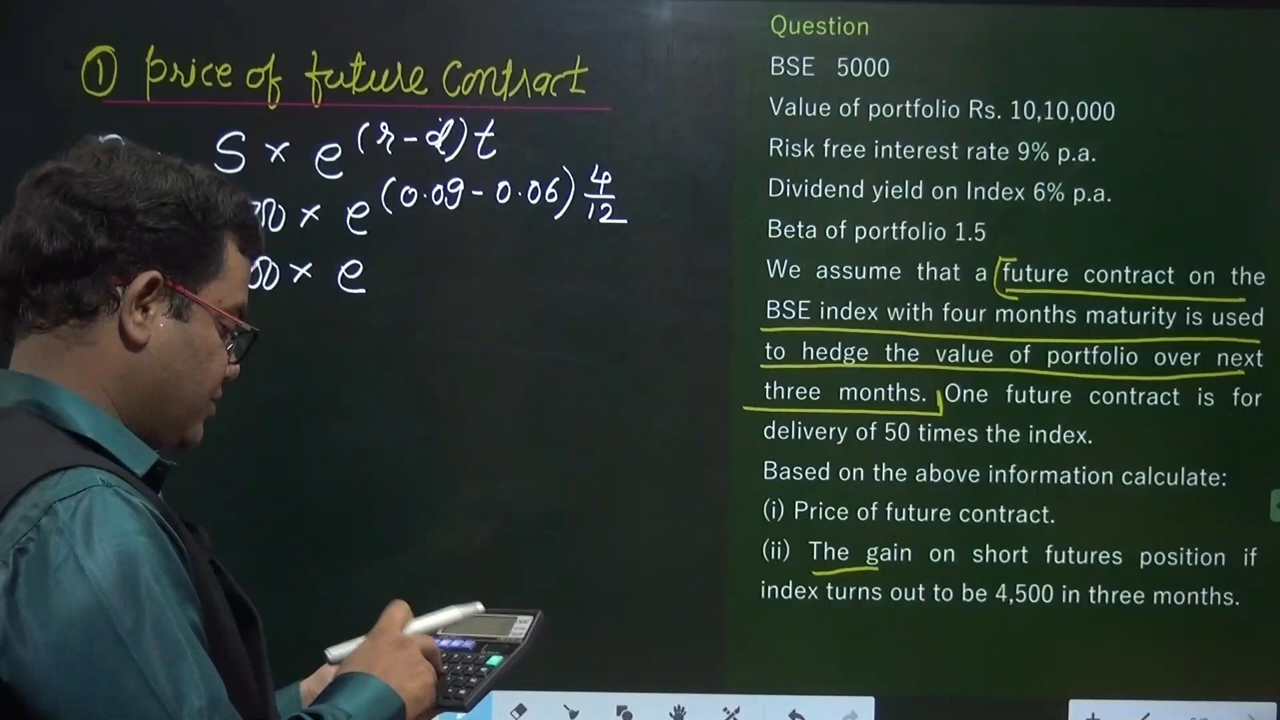 ① Price of future Contract
S × e^(r-d)t
00 × e^(0.09 - 0.06) 4/12
00 × e
Question
BSE 5000
Value of portfolio Rs. 10,10,000
Risk free interest rate 9% p.a.
Dividend yield on Index 6% p.a.
Beta of portfolio 1.5
We assume that a future contract on the
BSE index with four months maturity is used
to hedge the value of portfolio over next
three months. One future contract is for
delivery of 50 times the index.
Based on the above information calculate:
(i) Price of future contract.
(ii) The gain on short futures position if
index turns out to be 4,500 in three months.